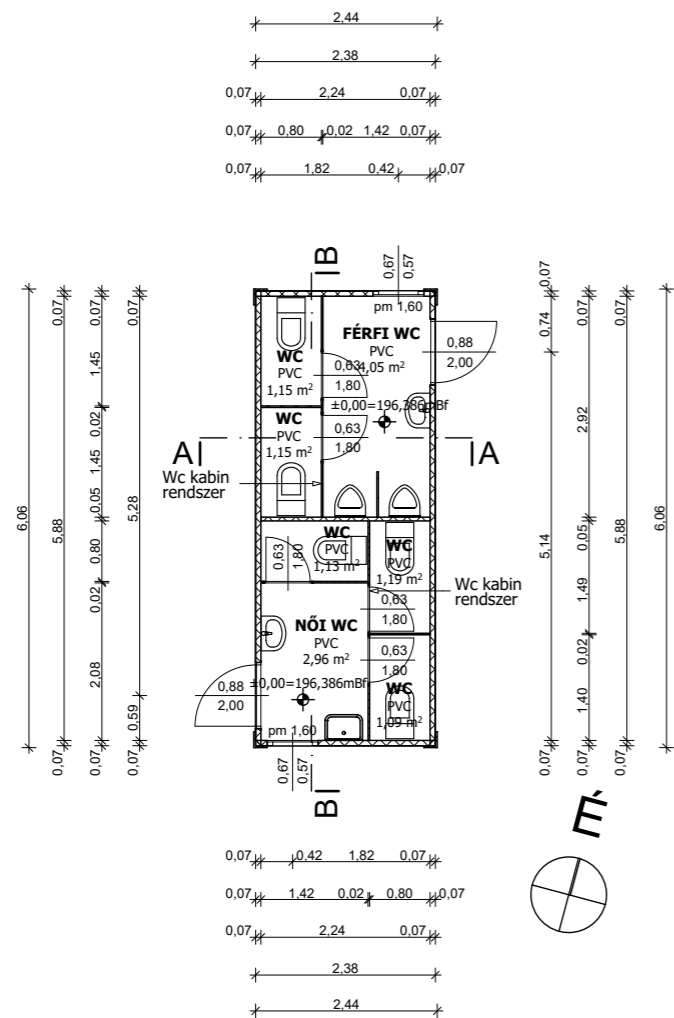 2,44
2,38
0,07 2,24 0,07
0,07 0,80 0,02 1,42 0,07
0,07 1,82 0,42 0,07
B
0,67
0,57
pm 1,60
FÉRFI WC
PVC
4,05 m²
0,88
2,00
WC
PVC
1,15 m²
0,63
1,80
±0,00=196,386mBf
WC
PVC
1,15 m²
0,63
1,80
A
A
Wc kabin
rendszer
WC
PVC
1,13 m²
0,63
1,80
WC
PVC
1,19 m²
0,63
1,80
Wc kabin
rendszer
NŐI WC
PVC
2,96 m²
0,63
1,80
±0,00=196,386mBf
0,88
2,00
WC
PVC
1,09 m²
pm 1,60
0,67
0,57
B
6,06
0,07 5,88 0,07
0,07 1,45 0,02 1,45 0,05 0,80 0,02 2,08 0,07
0,07 5,28 0,59 0,07
0,07 0,74 5,14 0,07
0,07 2,92 0,05 1,49 0,02 1,40 0,07
0,07 5,88 0,07
6,06
É
0,07 0,42 1,82 0,07
0,07 1,42 0,02 0,80 0,07
0,07 2,24 0,07
2,38
2,44